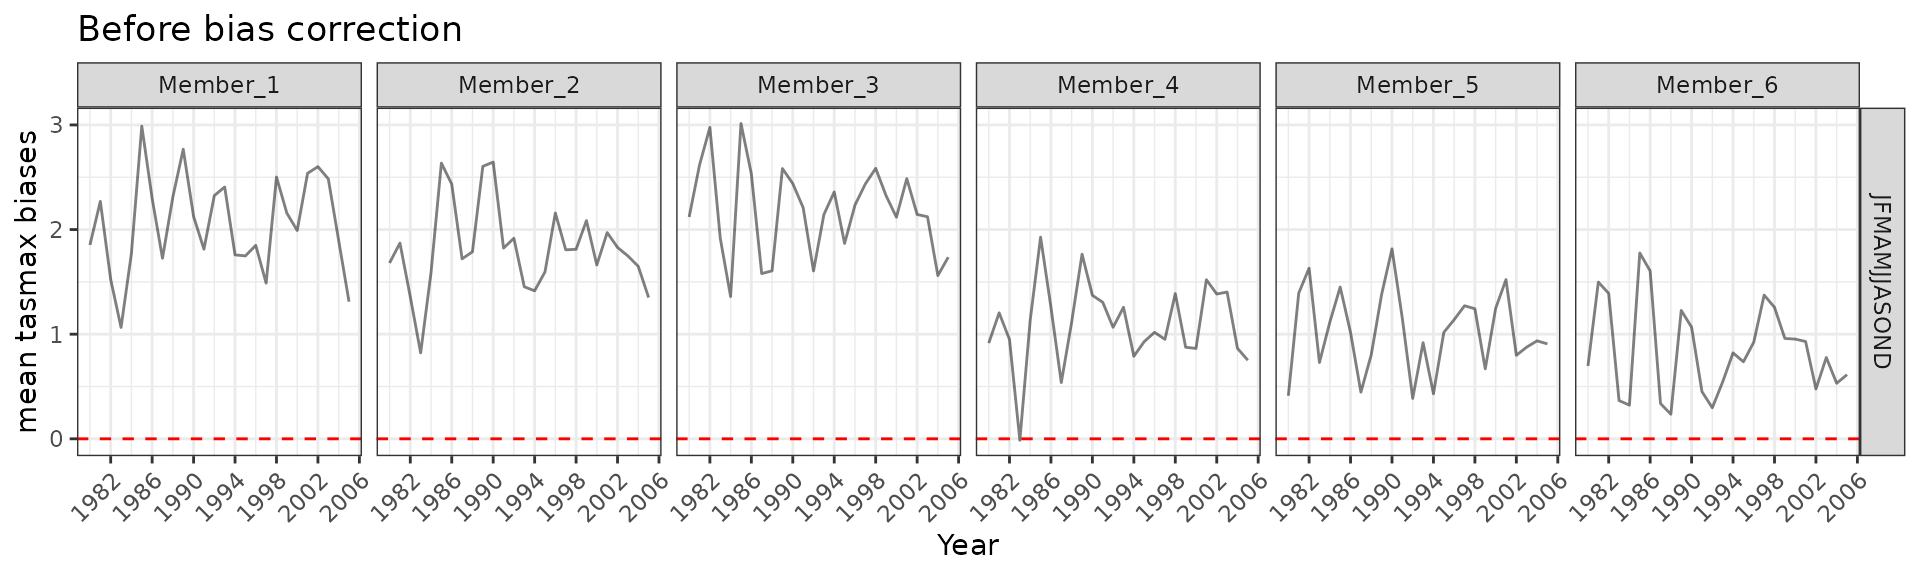 Before bias correction
Member_1 Member_2 Member_3 Member_4 Member_5 Member_6
JFMAMJJASOND
mean tasmax biases
3
2
1
0
1982 1986 1990 1994 1998 2002 2006 1982 1986 1990 1994 1998 2002 2006 1982 1986 1990 1994 1998 2002 2006 1982 1986 1990 1994 1998 2002 2006 1982 1986 1990 1994 1998 2002 2006 1982 1986 1990 1994 1998 2002 2006
Year